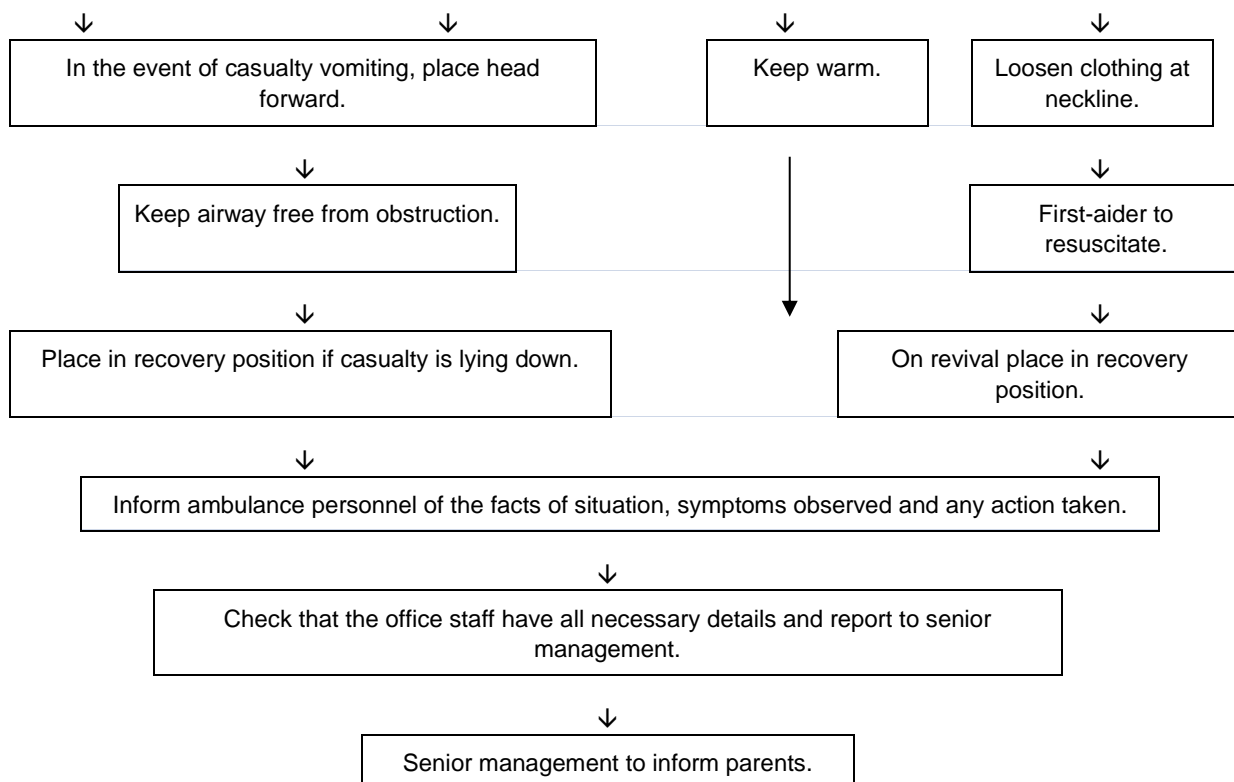 In the event of casualty vomiting, place head
forward.
Keep warm.
Loosen clothing at
neckline.
Keep airway free from obstruction.
First-aider to
resuscitate.
Place in recovery position if casualty is lying down.
On revival place in recovery
position.
Inform ambulance personnel of the facts of situation, symptoms observed and any action taken.
Check that the office staff have all necessary details and report to senior
management.
Senior management to inform parents.